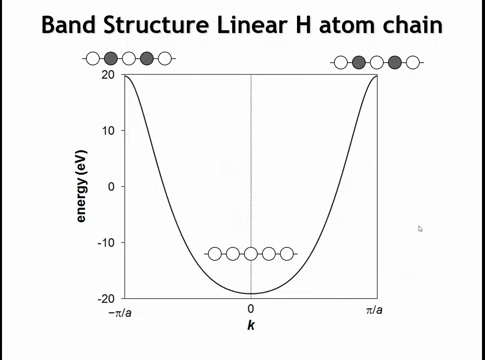 Band Structure Linear H atom chain
20
10
0
-10
-20
energy (eV)
−π/a
0
π/a
k